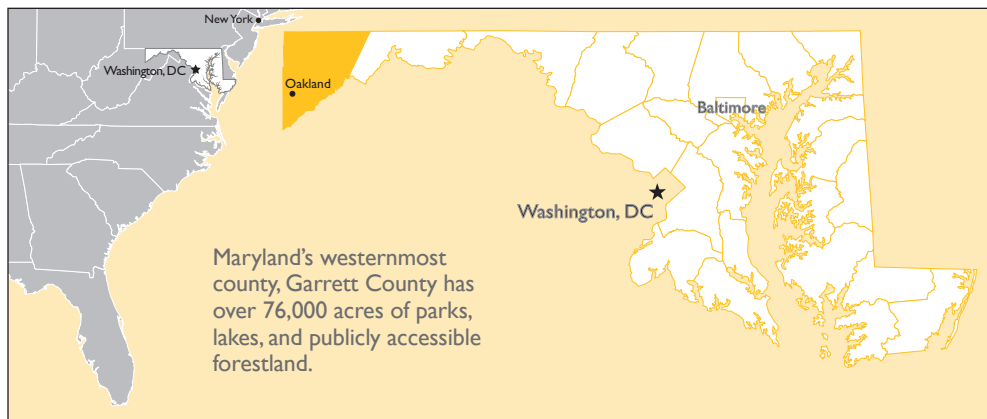 New York
Washington, DC
Oakland
Baltimore
Washington, DC
Maryland’s westernmost
county, Garrett County has
over 76,000 acres of parks,
lakes, and publicly accessible
forestland.